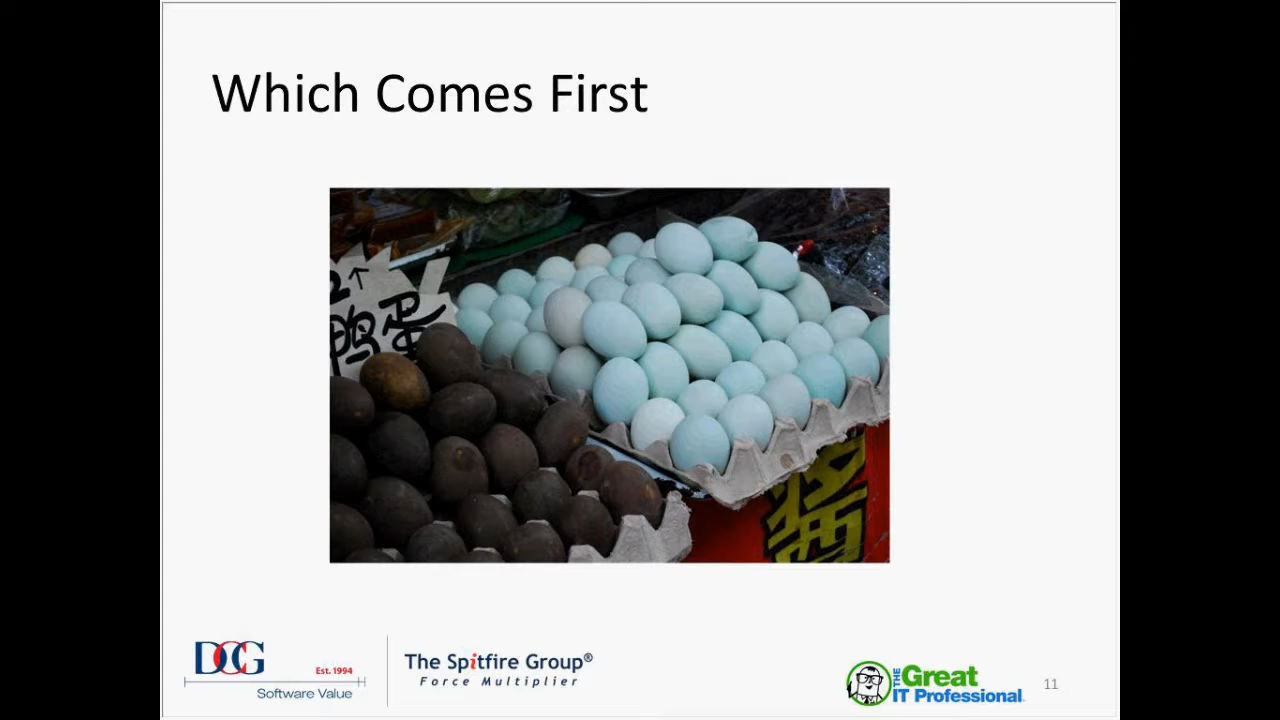 Which Comes First
2↑
鸭蛋
DCG
Est. 1994
Software Value
The Spitfire Group®
Force Multiplier
THE Great
IT Professional
11